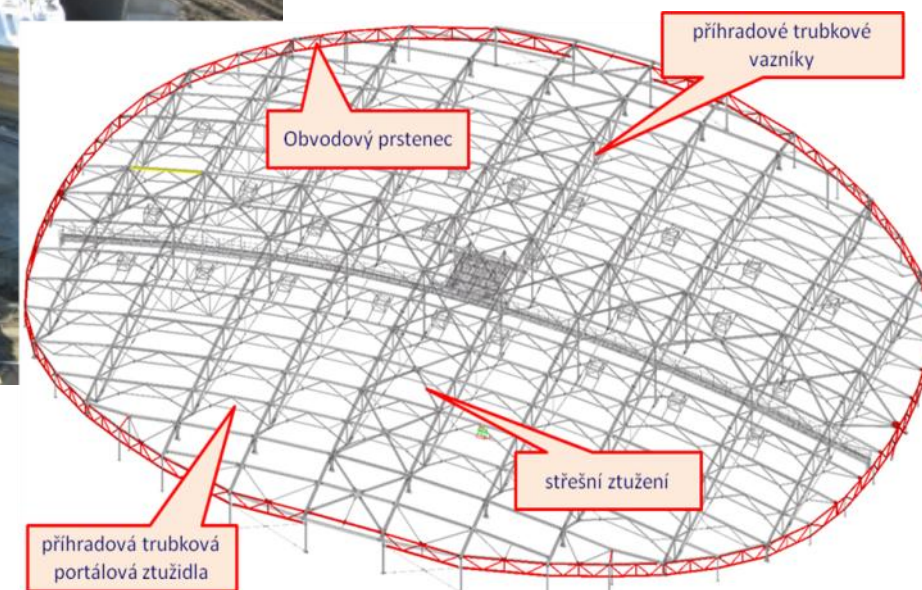 příhradové trubkové
vazníky
Obvodový prstenec
střešní ztužení
příhradová trubková
portálová ztužidla